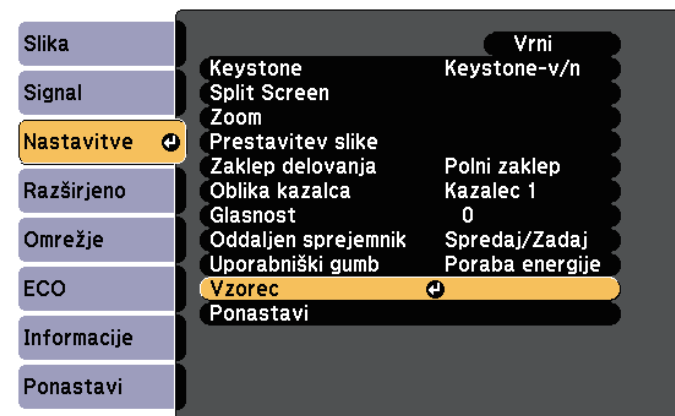 Slika
Signal
Nastavitve
Razširjeno
Omrežje
ECO
Informacije
Ponastavi
Vrni
Keystone Keystone-v/n
Split Screen
Zoom
Prestavitev slike
Zaklep delovanja Polni zaklep
Oblika kazalca Kazalec 1
Glasnost 0
Oddaljen sprejemnik Spredaj/Zadaj
Uporabniški gumb Poraba energije
Vzorec
Ponastavi